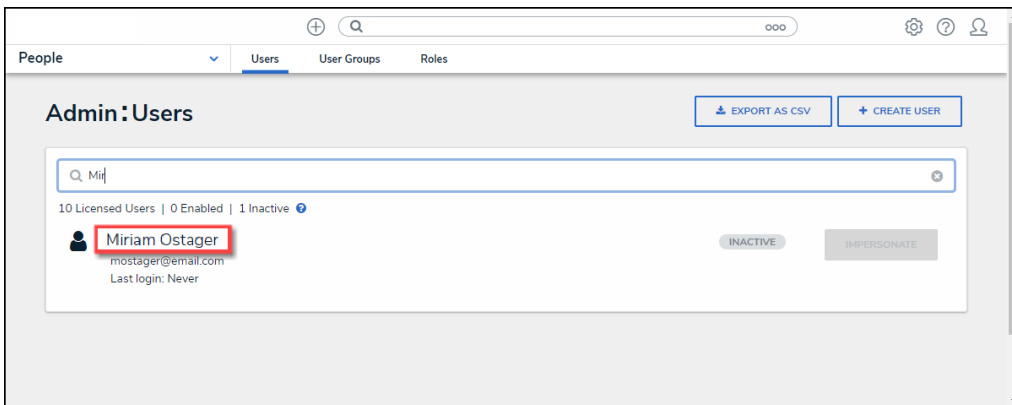 ooo
People
Users
User Groups
Roles
Admin:Users
EXPORT AS CSV
+ CREATE USER
Mir
10 Licensed Users | 0 Enabled | 1 Inactive ?
Miriam Ostager
INACTIVE
IMPERSONATE
mostager@email.com
Last login: Never